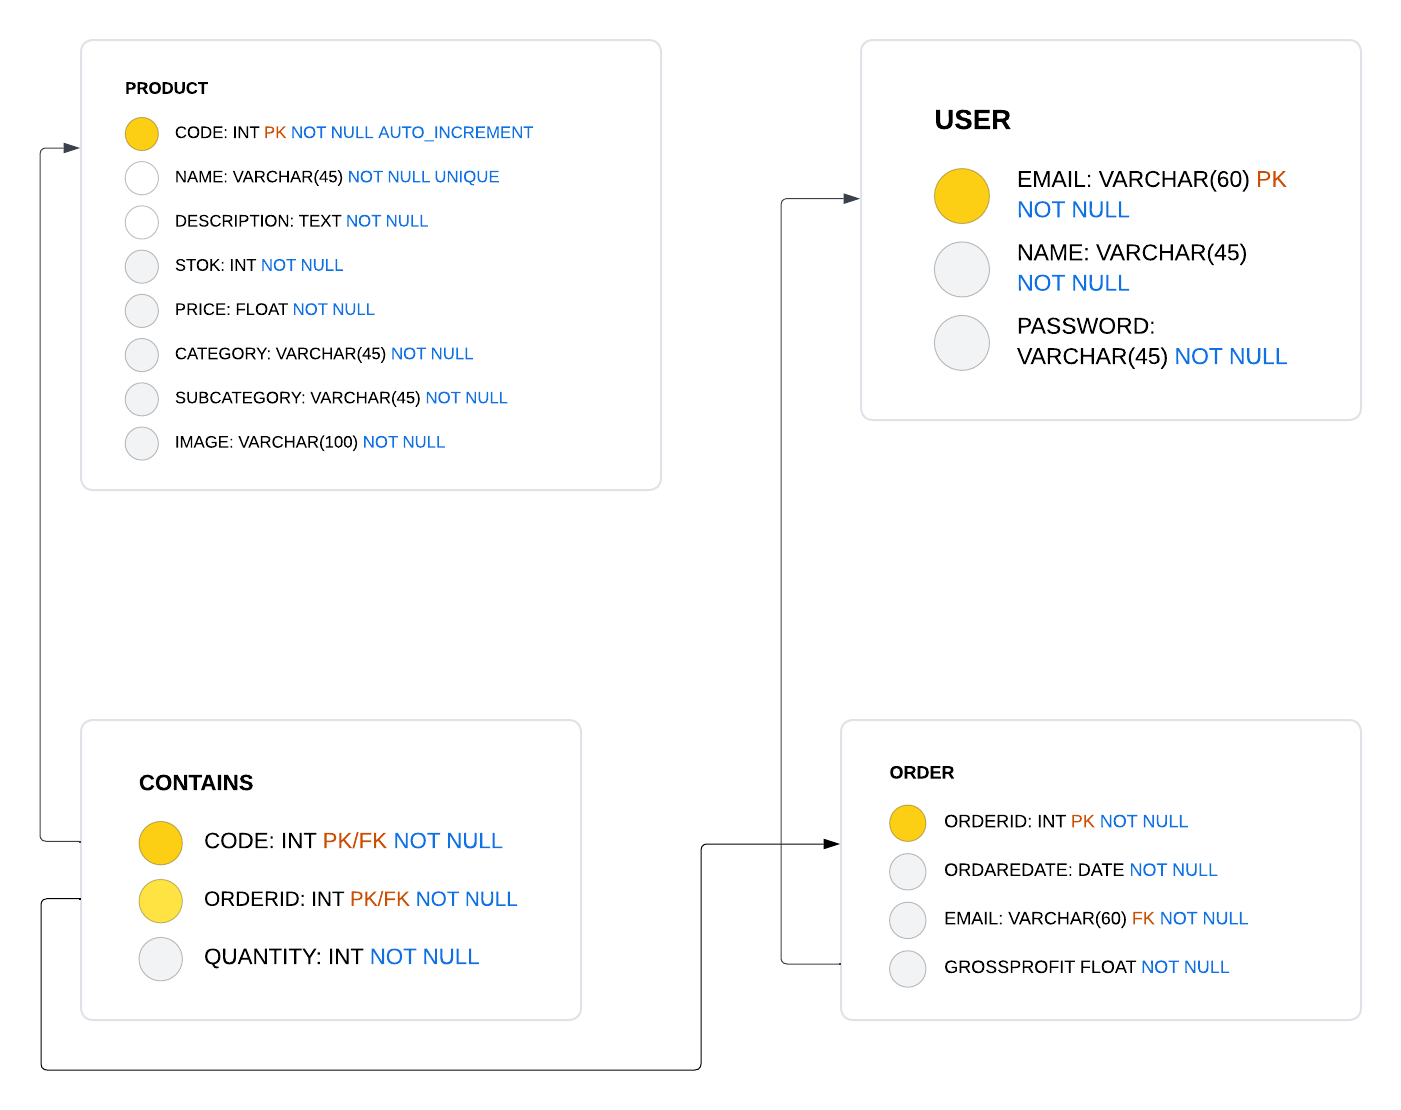 PRODUCT
CODE: INT PK NOT NULL AUTO_INCREMENT
NAME: VARCHAR(45) NOT NULL UNIQUE
DESCRIPTION: TEXT NOT NULL
STOK: INT NOT NULL
PRICE: FLOAT NOT NULL
CATEGORY: VARCHAR(45) NOT NULL
SUBCATEGORY: VARCHAR(45) NOT NULL
IMAGE: VARCHAR(100) NOT NULL
USER
EMAIL: VARCHAR(60) PK
NOT NULL
NAME: VARCHAR(45)
NOT NULL
PASSWORD:
VARCHAR(45) NOT NULL
CONTAINS
CODE: INT PK/FK NOT NULL
ORDERID: INT PK/FK NOT NULL
QUANTITY: INT NOT NULL
ORDER
ORDERID: INT PK NOT NULL
ORDAREDATE: DATE NOT NULL
EMAIL: VARCHAR(60) FK NOT NULL
GROSSPROFIT FLOAT NOT NULL